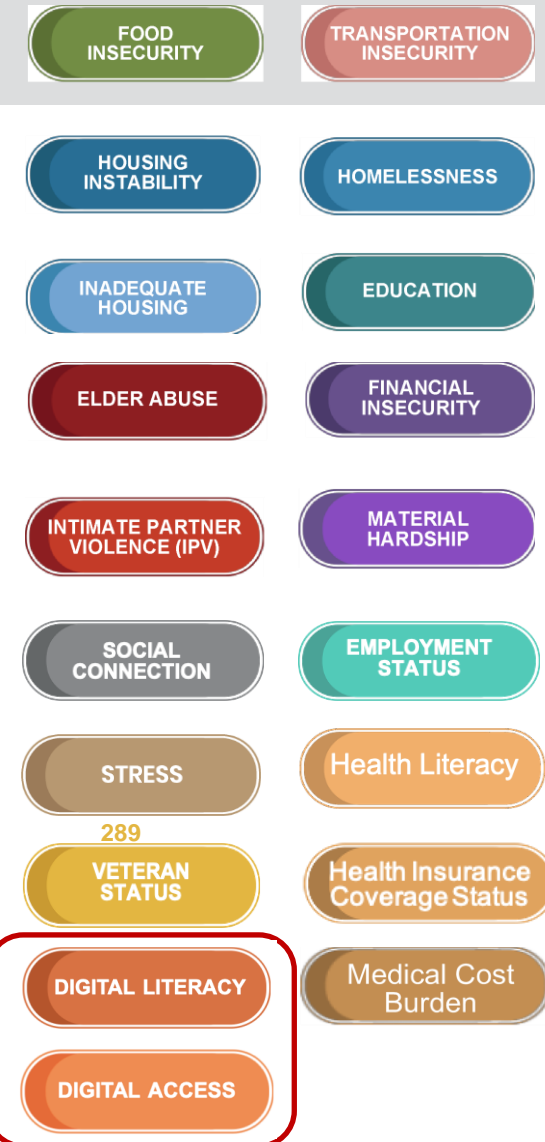 FOOD
INSECURITY
TRANSPORTATION
INSECURITY
HOUSING
INSTABILITY
HOMELESSNESS
INADEQUATE
HOUSING
EDUCATION
ELDER ABUSE
FINANCIAL
INSECURITY
INTIMATE PARTNER
VIOLENCE (IPV)
MATERIAL
HARDSHIP
SOCIAL
CONNECTION
EMPLOYMENT
STATUS
STRESS
Health Literacy
289
VETERAN
STATUS
Health Insurance
Coverage Status
DIGITAL LITERACY
Medical Cost
Burden
DIGITAL ACCESS